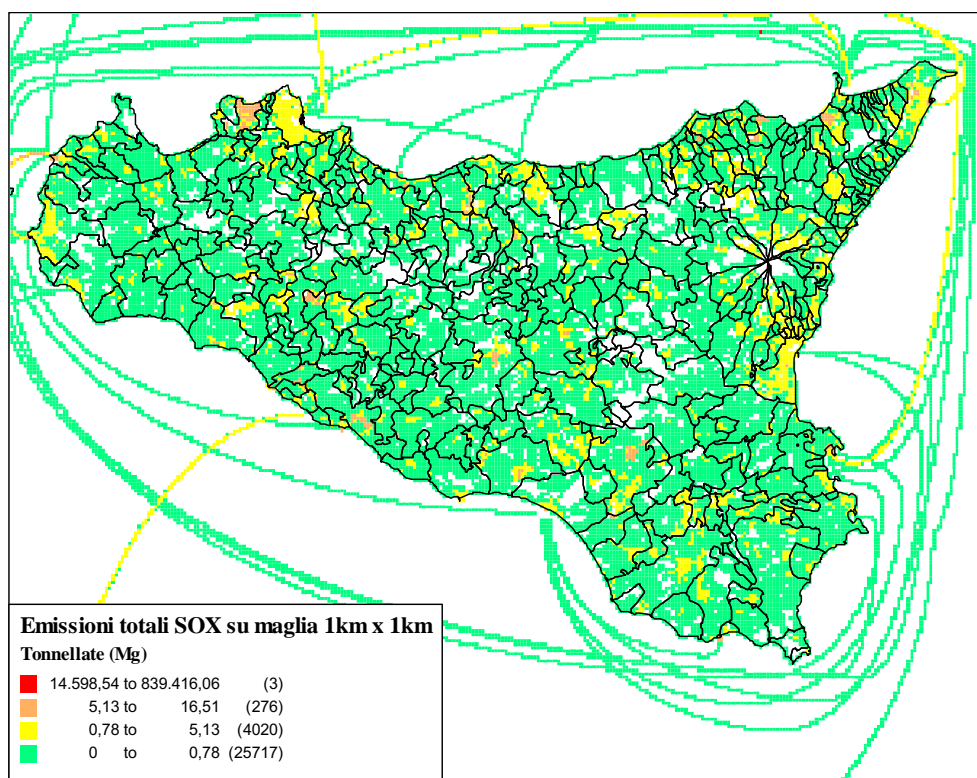 Emissioni totali SOX su maglia 1km x 1km
Tonnellate (Mg)
14.598,54 to 839.416,06 (3)
5,13 to 16,51 (276)
0,78 to 5,13 (4020)
0 to 0,78 (25717)